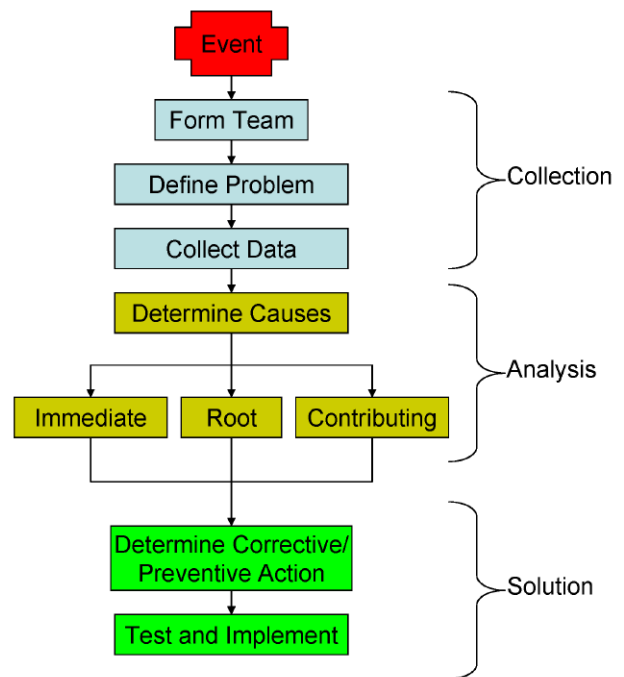 Event
Form Team
Define Problem
Collect Data
Collection
Determine Causes
Immediate
Root
Contributing
Analysis
Determine Corrective/
Preventive Action
Test and Implement
Solution